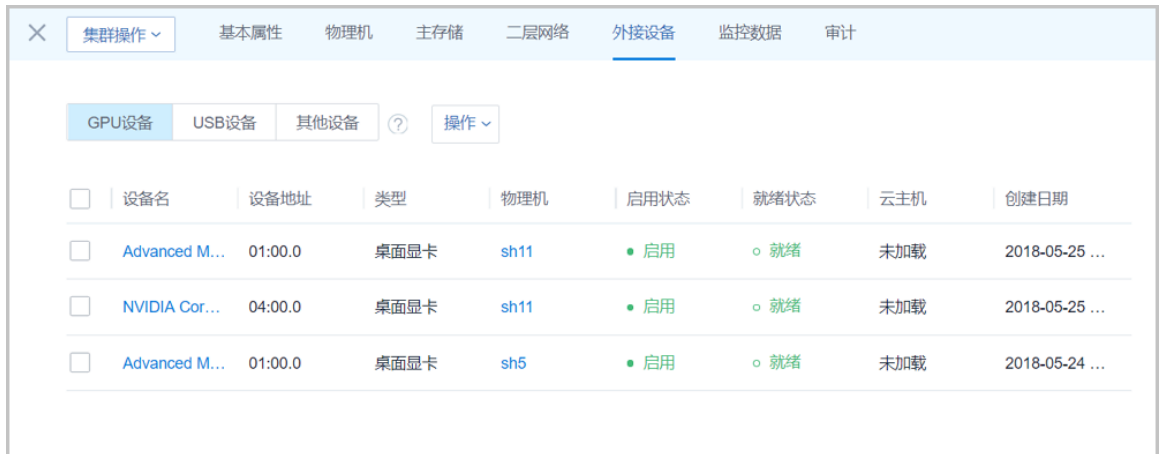 集群操作 基本属性 物理机 主存储 二层网络 外接设备 监控数据 审计
GPU设备 USB设备 其他设备 ? 操作
设备名 设备地址 类型 物理机 启用状态 就绪状态 云主机 创建日期
Advanced M... 01:00.0 桌面显卡 sh11 启用 就绪 未加载 2018-05-25 ...
NVIDIA Cor... 04:00.0 桌面显卡 sh11 启用 就绪 未加载 2018-05-25 ...
Advanced M... 01:00.0 桌面显卡 sh5 启用 就绪 未加载 2018-05-24 ...